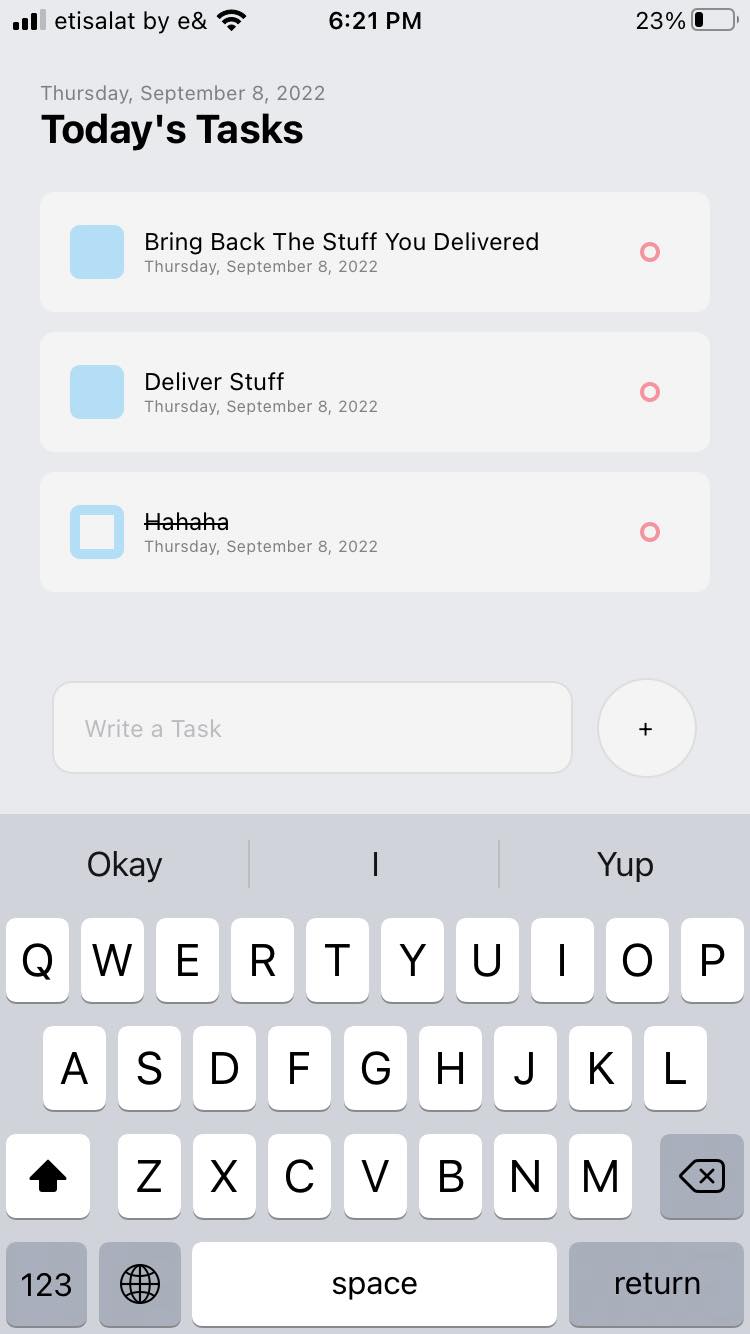 etisalat by e& 6:21 PM 23%
Thursday, September 8, 2022
Today's Tasks
Bring Back The Stuff You Delivered
Thursday, September 8, 2022
Deliver Stuff
Thursday, September 8, 2022
Hahaha
Thursday, September 8, 2022
Write a Task +
Okay I Yup
Q W E R T Y U I O P
A S D F G H J K L
Z X C V B N M
123 space return